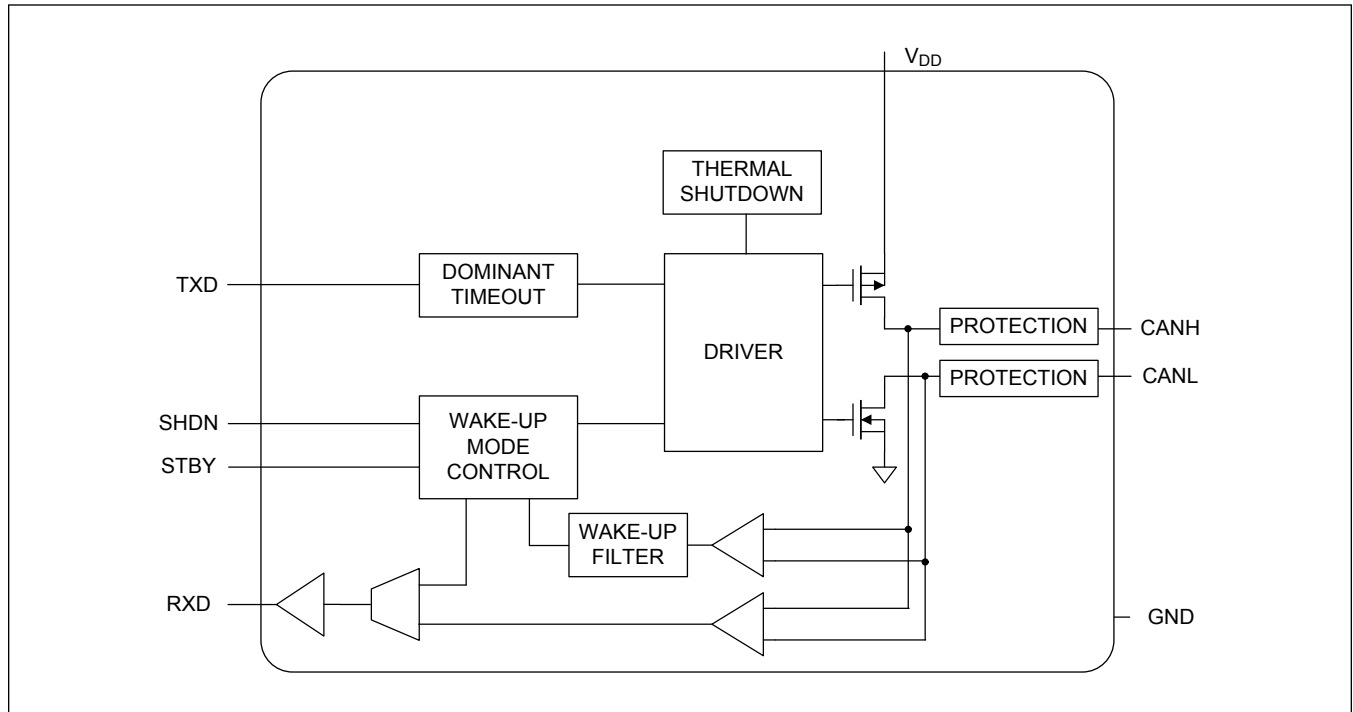 VDD
THERMAL
SHUTDOWN
TXD
DOMINANT
TIMEOUT
DRIVER
PROTECTION
CANH
PROTECTION
CANL
SHDN
STBY
WAKE-UP
MODE
CONTROL
WAKE-UP
FILTER
RXD
GND